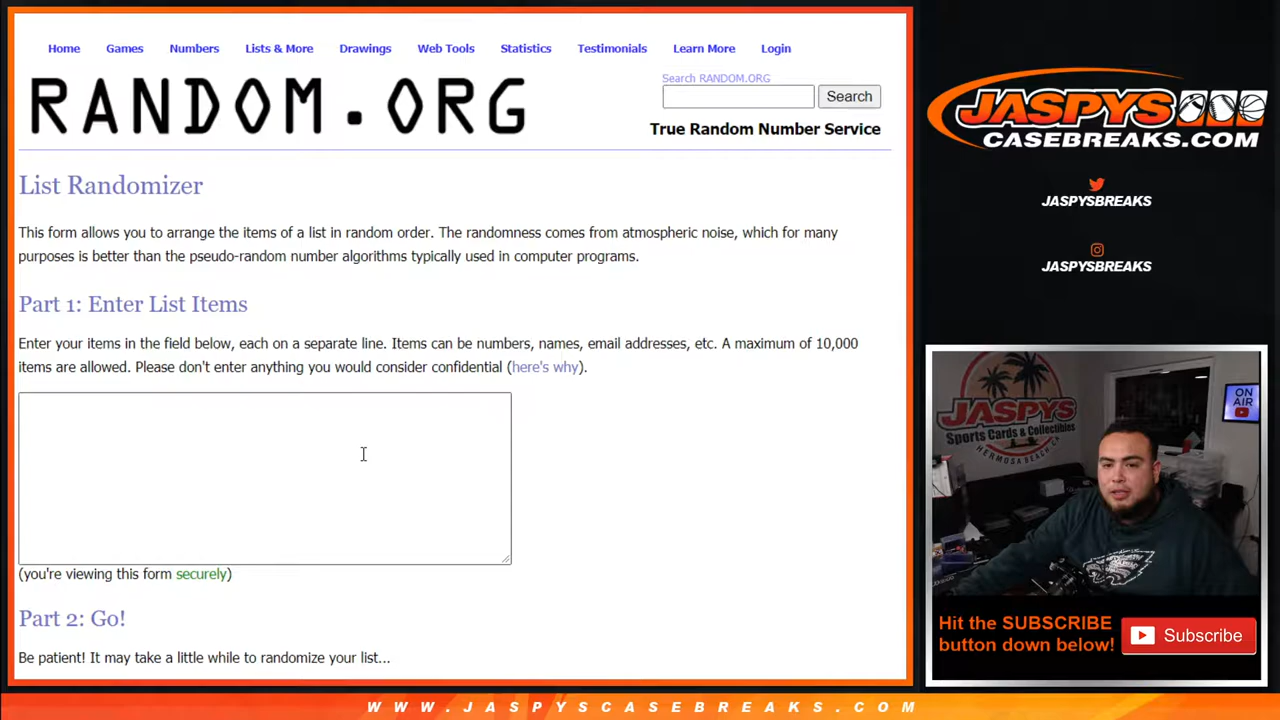 Home Games Numbers Lists & More Drawings Web Tools Statistics Testimonials Learn More Login
RANDOM.ORG
Search RANDOM.ORG
Search
True Random Number Service
List Randomizer
This form allows you to arrange the items of a list in random order. The randomness comes from atmospheric noise, which for many
purposes is better than the pseudo-random number algorithms typically used in computer programs.
Part 1: Enter List Items
Enter your items in the field below, each on a separate line. Items can be numbers, names, email addresses, etc. A maximum of 10,000
items are allowed. Please don't enter anything you would consider confidential (here's why).
(you're viewing this form securely)
Part 2: Go!
Be patient! It may take a little while to randomize your list...
JASPYS
CASEBREAKS.COM
JASPYSBREAKS
JASPYSBREAKS
JASPYS
Sports Cards & Collectibles
HERMOSA BEACH, CA
ON
AIR
Hit the SUBSCRIBE
button down below!
Subscribe
WWW.JASPYSCASEBREAKS.COM